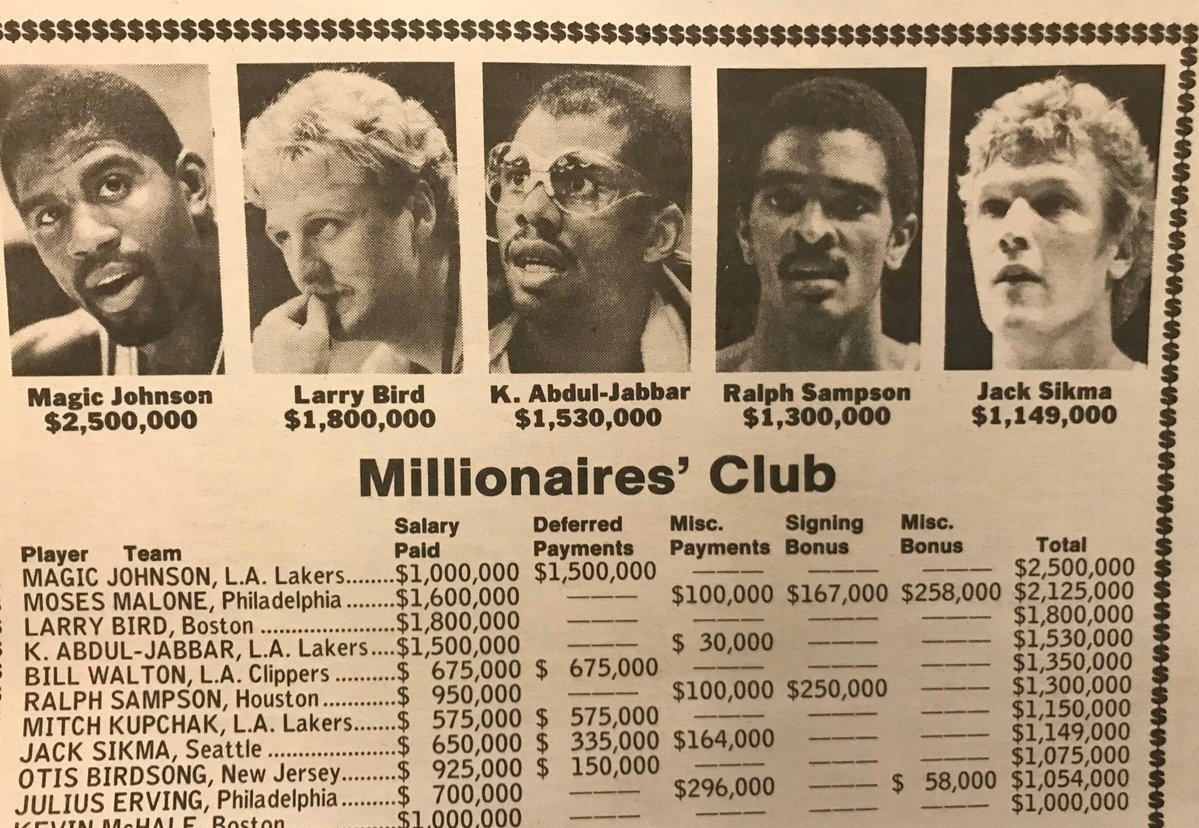 $$$$$$$$$$$$$$$$$$$$$$$$$$$$$$$$$$$$$$$$$$$$$$$$$$$$$$$$$$$$
Magic Johnson Larry Bird K. Abdul-Jabbar Ralph Sampson Jack Sikma
$2,500,000 $1,800,000 $1,530,000 $1,300,000 $1,149,000
Millionaires' Club
Salary Deferred Misc. Signing Misc.
Player Team Paid Payments Payments Bonus Bonus Total
MAGIC JOHNSON, L.A. Lakers........$1,000,000 $1,500,000 ——— ——— ——— $2,500,000
MOSES MALONE, Philadelphia ........$1,600,000 ——— $100,000 $167,000 $258,000 $2,125,000
LARRY BIRD, Boston ....................$1,800,000 ——— ——— ——— ——— $1,800,000
K. ABDUL-JABBAR, L.A. Lakers....$1,500,000 ——— $ 30,000 ——— ——— $1,530,000
BILL WALTON, L.A. Clippers ..........$ 675,000 $ 675,000 ——— ——— ——— $1,350,000
RALPH SAMPSON, Houston ............$ 950,000 ——— $100,000 $250,000 ——— $1,300,000
MITCH KUPCHAK, L.A. Lakers.......$ 575,000 $ 575,000 ——— ——— ——— $1,150,000
JACK SIKMA, Seattle ....................$ 650,000 $ 335,000 $164,000 ——— ——— $1,149,000
OTIS BIRDSONG, New Jersey.........$ 925,000 $ 150,000 ——— ——— ——— $1,075,000
JULIUS ERVING, Philadelphia .........$ 700,000 ——— $296,000 ——— $ 58,000 $1,054,000
KEVIN McHALE, Boston $1,000,000 ——— ——— ——— ——— $1,000,000